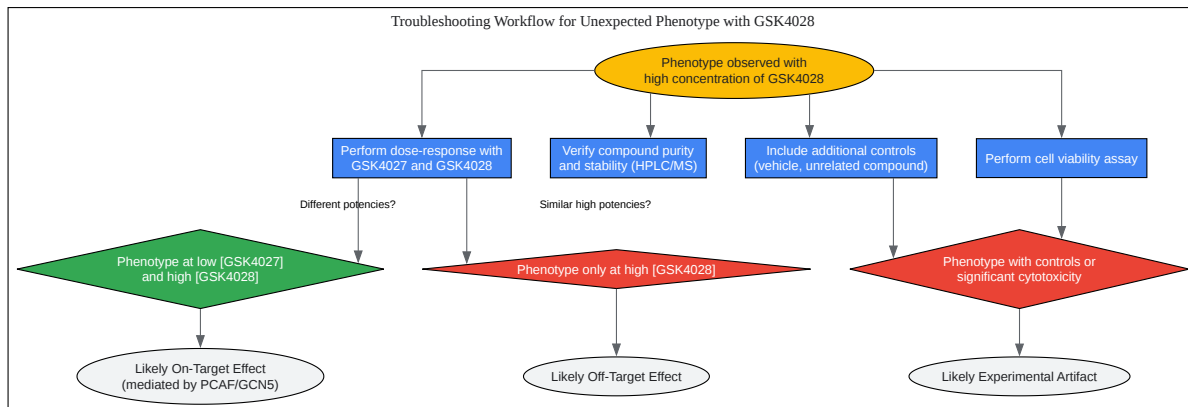 Troubleshooting Workflow for Unexpected Phenotype with GSK4028
Phenotype observed with
high concentration of GSK4028
Perform dose-response with
GSK4027 and GSK4028
Verify compound purity
and stability (HPLC/MS)
Include additional controls
(vehicle, unrelated compound)
Perform cell viability assay
Different potencies?
Similar high potencies?
Phenotype at low [GSK4027]
and high [GSK4028]
Phenotype only at high [GSK4028]
Phenotype with controls or
significant cytotoxicity
Likely On-Target Effect
(mediated by PCAF/GCN5)
Likely Off-Target Effect
Likely Experimental Artifact